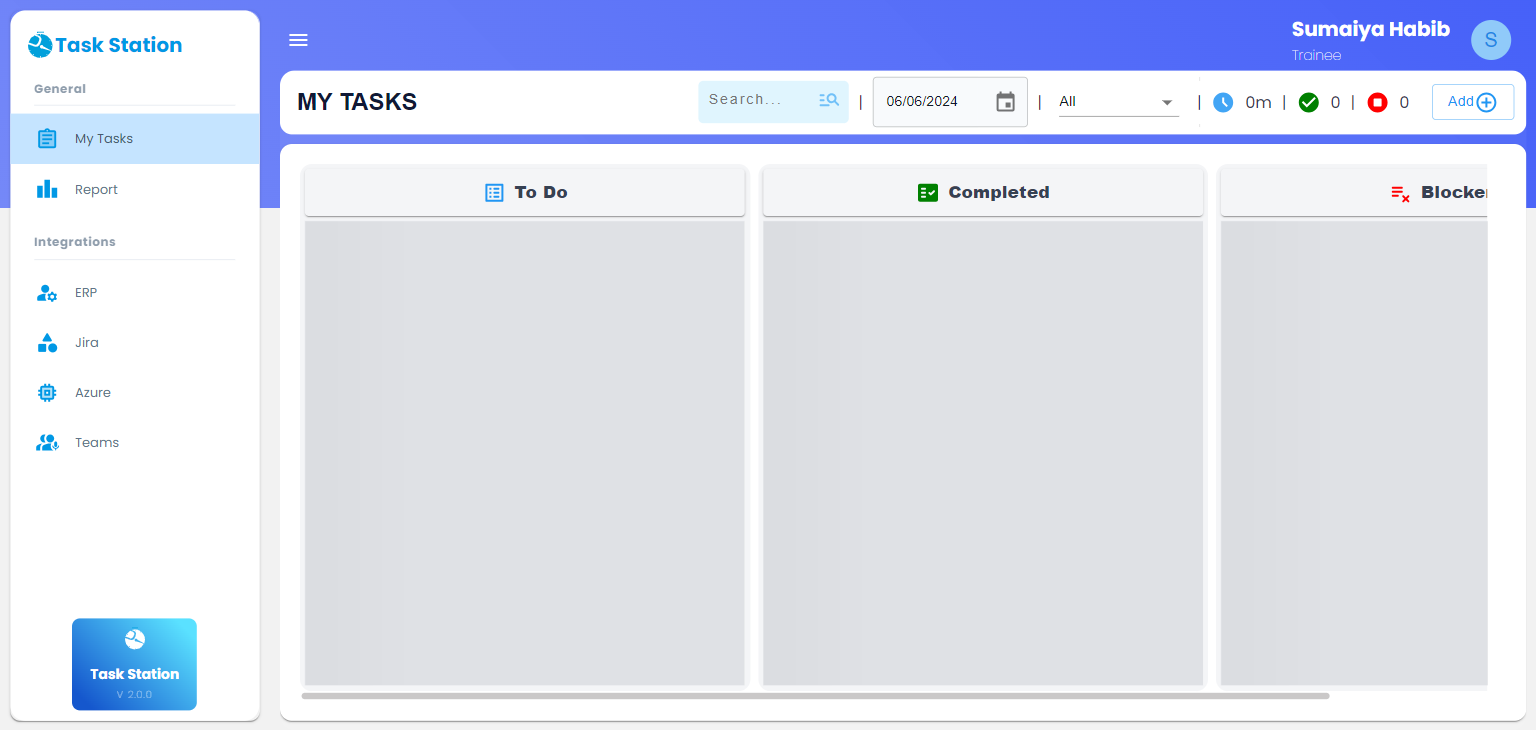 Task Station
General
My Tasks
Report
Integrations
ERP
Jira
Azure
Teams
Task Station
V 2.0.0
Sumaiya Habib
Trainee
S
MY TASKS
Search...
|
06/06/2024
|
All
| 0m | 0 | 0
Add
To Do
Completed
Blocke